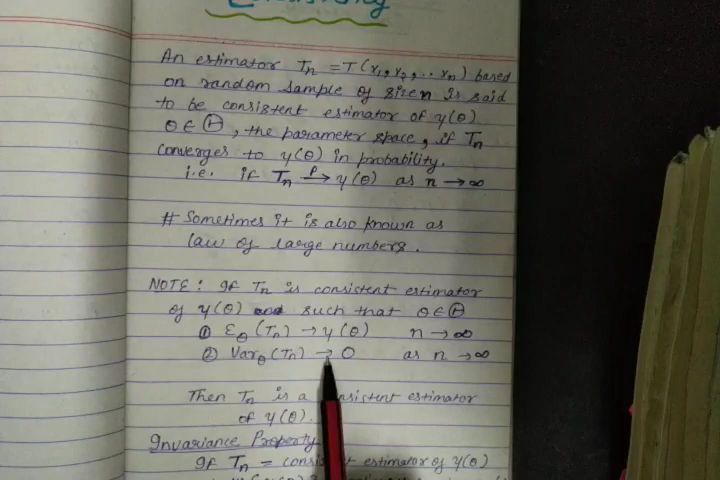 Consistency
An estimator Tn = T(x1, x2, .. xn) based
on random sample of size n is said
to be consistent estimator of γ(θ)
θ ∈ Ⓗ, the parameter space, if Tn
converges to γ(θ) in probability.
i.e. if Tn P→ γ(θ) as n → ∞
# Sometimes it is also known as
law of large numbers.
NOTE: If Tn is consistent estimator
of γ(θ) and such that θ ∈ Ⓗ
① Eθ (Tn) → γ(θ) n → ∞
② Varθ (Tn) → 0 as n → ∞
Then Tn is a consistent estimator
of γ(θ).
Invariance Property
If Tn = consistent estimator of γ(θ)